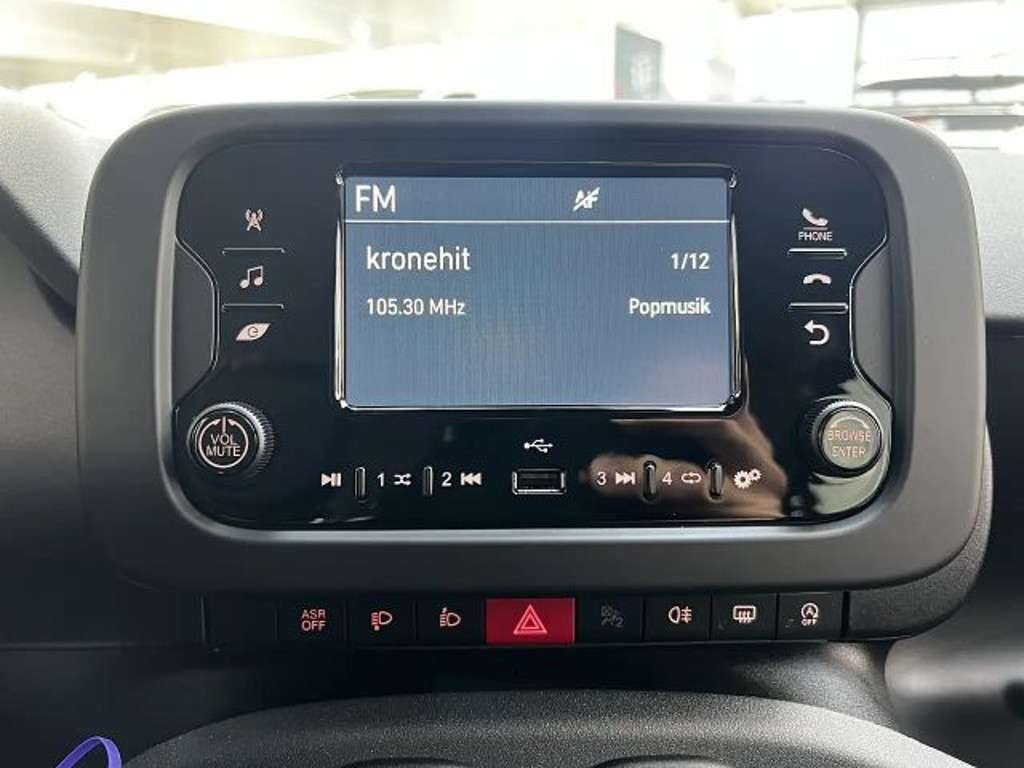 FM AF
kronehit 1/12
105.30 MHz Popmusik
PHONE
VOL
MUTE
BROWSE
ENTER
1 2 3 4
ASR
OFF
A
OFF